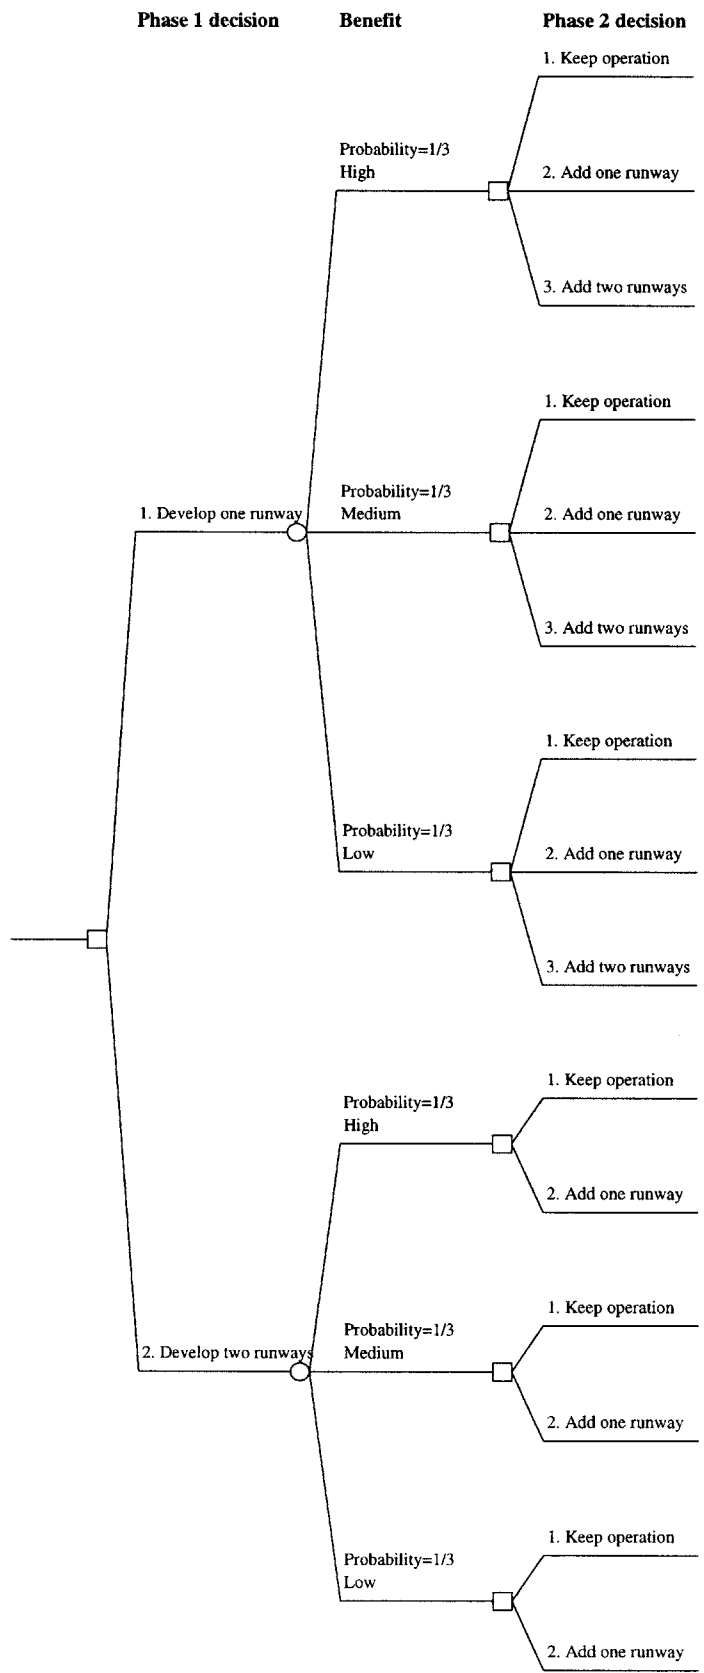 Phase 1 decision
Benefit
Phase 2 decision
1. Keep operation
Probability=1/3
High
2. Add one runway
3. Add two runways
1. Keep operation
Probability=1/3
Medium
1. Develop one runway
2. Add one runway
3. Add two runways
1. Keep operation
Probability=1/3
Low
2. Add one runway
3. Add two runways
1. Keep operation
Probability=1/3
High
2. Add one runway
1. Keep operation
Probability=1/3
Medium
2. Develop two runways
2. Add one runway
1. Keep operation
Probability=1/3
Low
2. Add one runway